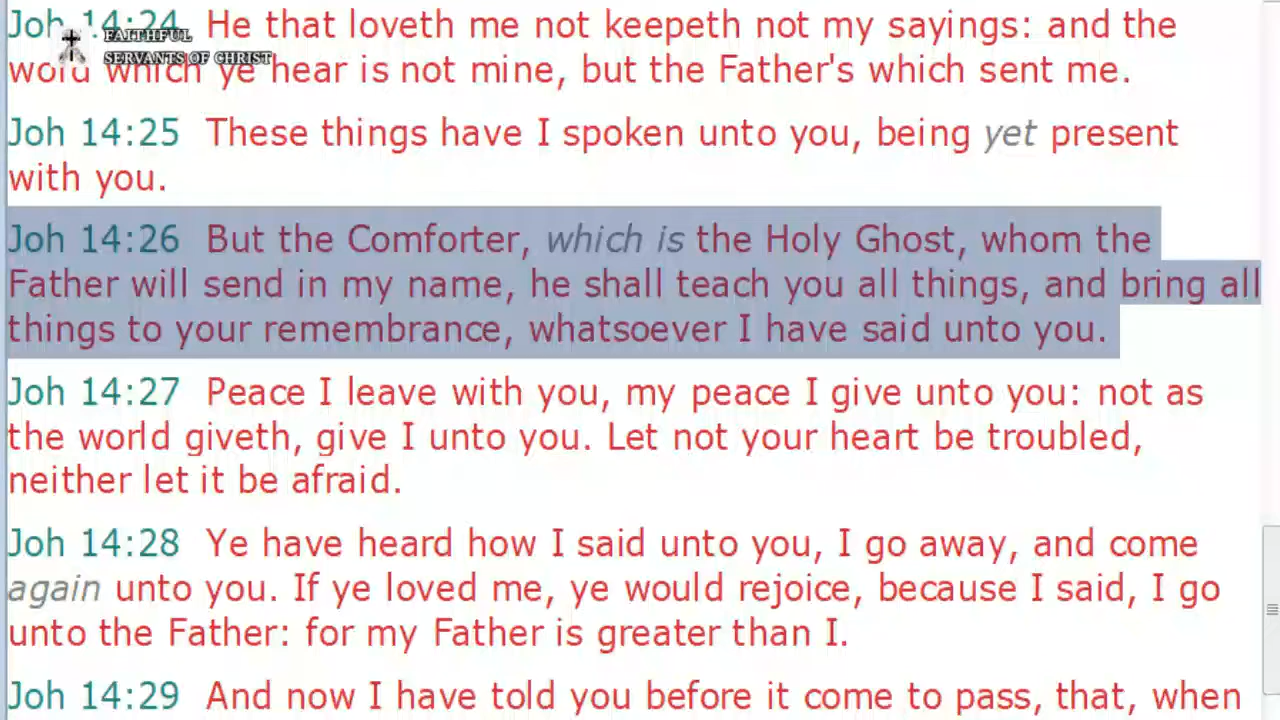 Joh 14:24 He that loveth me not keepeth not my sayings: and the
FAITHFUL
SERVANTS OF CHRIST
word which ye hear is not mine, but the Father's which sent me.
Joh 14:25 These things have I spoken unto you, being yet present
with you.
Joh 14:26 But the Comforter, which is the Holy Ghost, whom the
Father will send in my name, he shall teach you all things, and bring all
things to your remembrance, whatsoever I have said unto you.
Joh 14:27 Peace I leave with you, my peace I give unto you: not as
the world giveth, give I unto you. Let not your heart be troubled,
neither let it be afraid.
Joh 14:28 Ye have heard how I said unto you, I go away, and come
again unto you. If ye loved me, ye would rejoice, because I said, I go
unto the Father: for my Father is greater than I.
Joh 14:29 And now I have told you before it come to pass, that, when